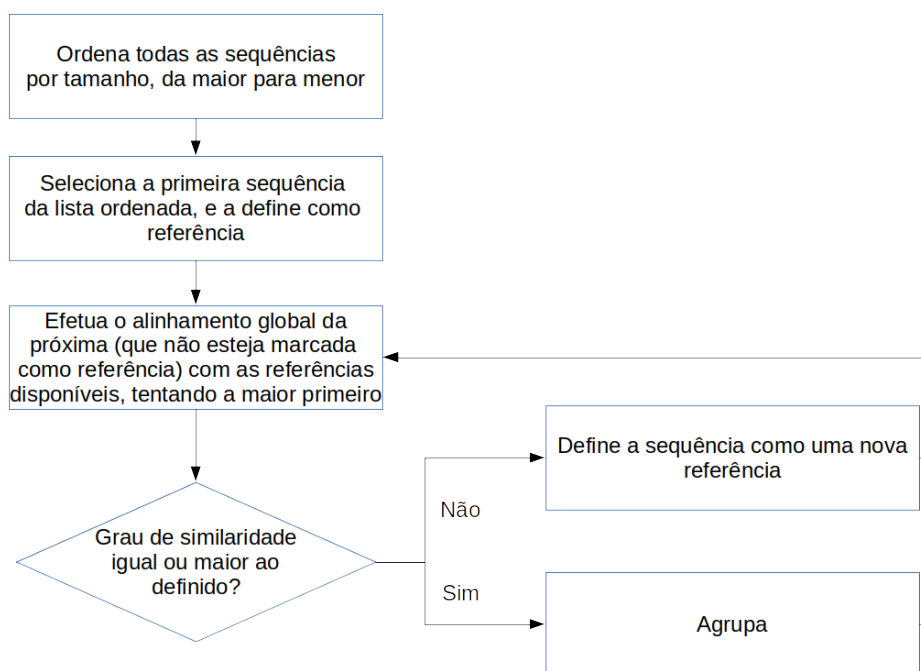 Ordena todas as sequências
por tamanho, da maior para menor
Seleciona a primeira sequência
da lista ordenada, e a define como
referência
Efetua o alinhamento global da
próxima (que não esteja marcada
como referência) com as referências
disponíveis, tentando a maior primeiro
Define a sequência como uma nova
referência
Não
Grau de similaridade
igual ou maior ao
definido?
Sim
Agrupa